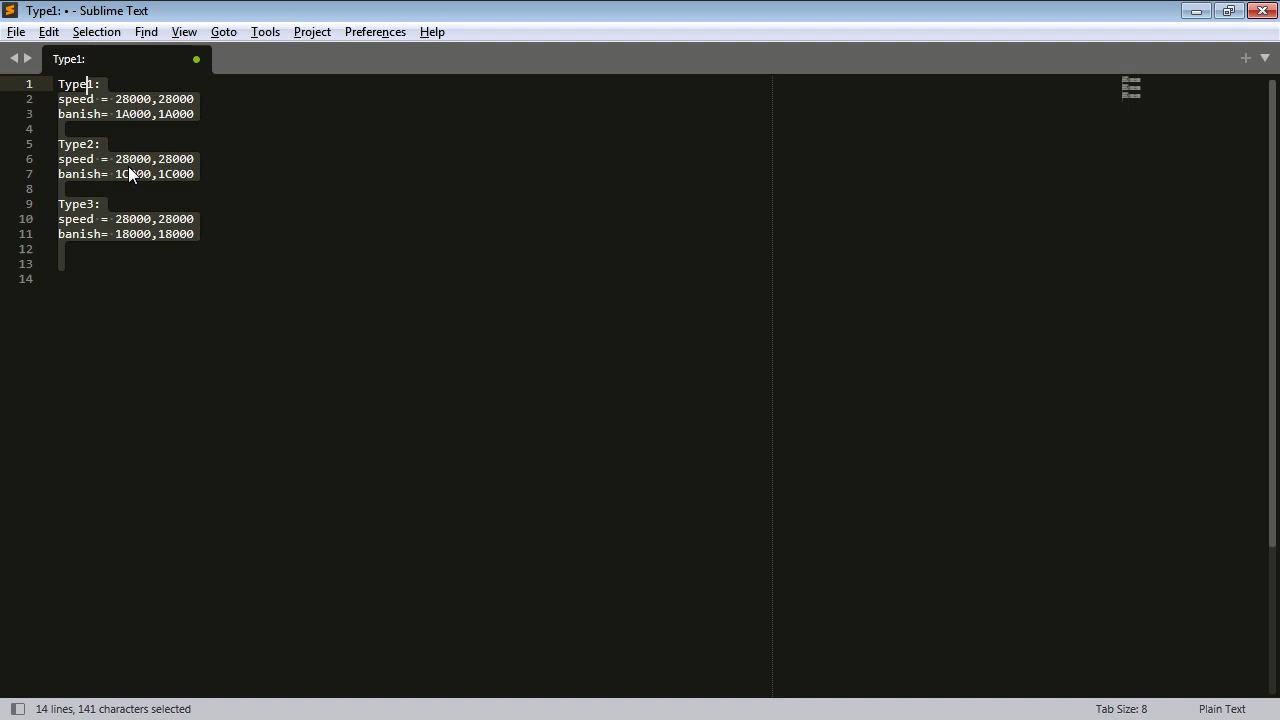 Type1: • - Sublime Text
File Edit Selection Find View Goto Tools Project Preferences Help
Type1:
1 Type1:
2 speed = 28000,28000
3 banish= 1A000,1A000
4
5 Type2:
6 speed = 28000,28000
7 banish= 1C000,1C000
8
9 Type3:
10 speed = 28000,28000
11 banish= 18000,18000
12
13
14
14 lines, 141 characters selected
Tab Size: 8
Plain Text